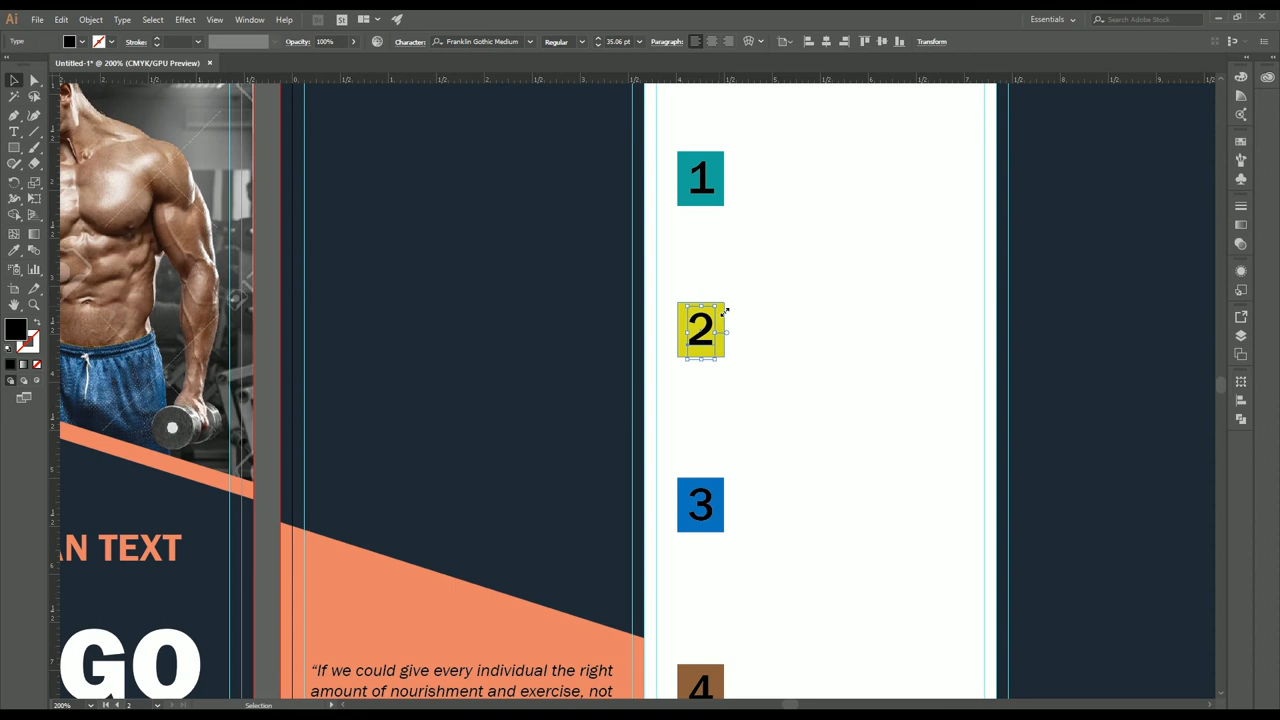 Ai File Edit Object Type Select Effect View Window Help Br St Essentials Search Adobe Stock
Type Stroke: Opacity: 100% Character: Franklin Gothic Medium Regular 35.06 pt Paragraph: Transform
Untitled-1* @ 200% (CMYK/GPU Preview) ×
1
2
3
4
AN TEXT
GO
“If we could give every individual the right
amount of nourishment and exercise, not
200% 2 Selection